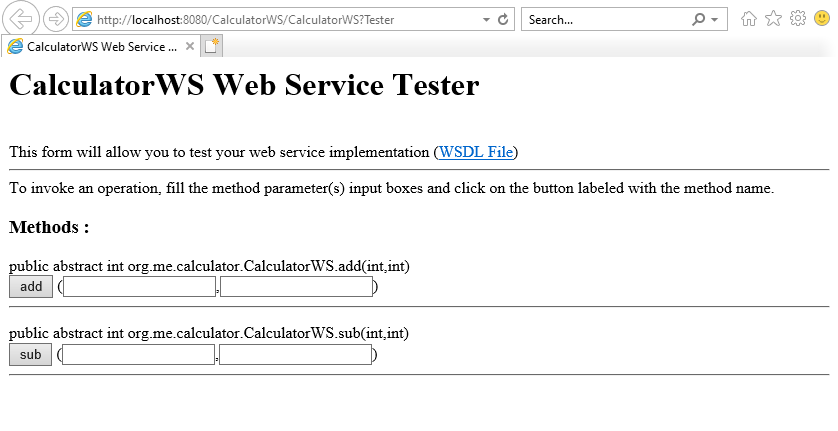 http://localhost:8080/CalculatorWS/CalculatorWS?Tester
Search...
CalculatorWS Web Service ...
CalculatorWS Web Service Tester
This form will allow you to test your web service implementation (WSDL File)
To invoke an operation, fill the method parameter(s) input boxes and click on the button labeled with the method name.
Methods :
public abstract int org.me.calculator.CalculatorWS.add(int,int)
add ( , )
public abstract int org.me.calculator.CalculatorWS.sub(int,int)
sub ( , )